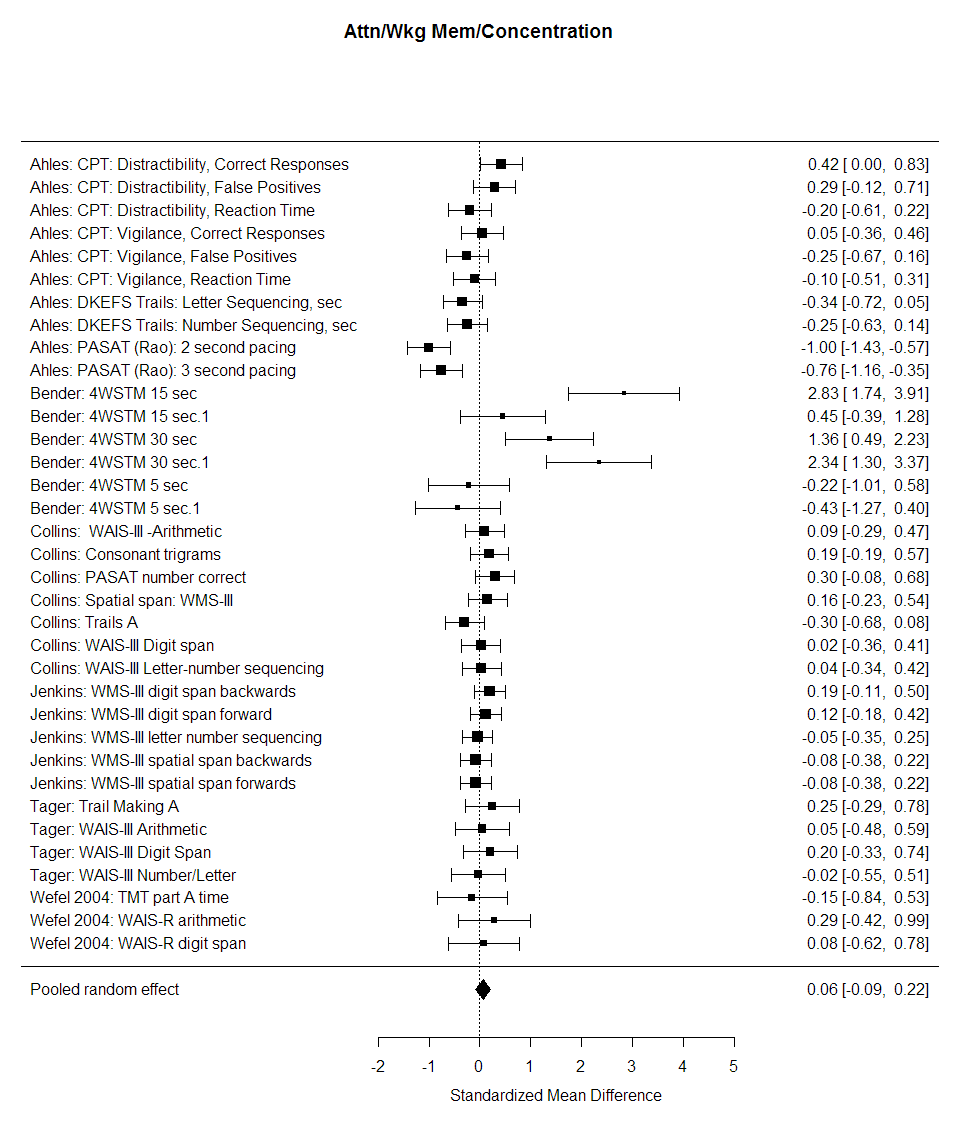 Attn/Wkg Mem/Concentration
Ahles: CPT: Distractibility, Correct Responses 0.42 [ 0.00, 0.83]
Ahles: CPT: Distractibility, False Positives 0.29 [-0.12, 0.71]
Ahles: CPT: Distractibility, Reaction Time -0.20 [-0.61, 0.22]
Ahles: CPT: Vigilance, Correct Responses 0.05 [-0.36, 0.46]
Ahles: CPT: Vigilance, False Positives -0.25 [-0.67, 0.16]
Ahles: CPT: Vigilance, Reaction Time -0.10 [-0.51, 0.31]
Ahles: DKEFS Trails: Letter Sequencing, sec -0.34 [-0.72, 0.05]
Ahles: DKEFS Trails: Number Sequencing, sec -0.25 [-0.63, 0.14]
Ahles: PASAT (Rao): 2 second pacing -1.00 [-1.43, -0.57]
Ahles: PASAT (Rao): 3 second pacing -0.76 [-1.16, -0.35]
Bender: 4WSTM 15 sec 2.83 [ 1.74, 3.91]
Bender: 4WSTM 15 sec.1 0.45 [-0.39, 1.28]
Bender: 4WSTM 30 sec 1.36 [ 0.49, 2.23]
Bender: 4WSTM 30 sec.1 2.34 [ 1.30, 3.37]
Bender: 4WSTM 5 sec -0.22 [-1.01, 0.58]
Bender: 4WSTM 5 sec.1 -0.43 [-1.27, 0.40]
Collins: WAIS-III -Arithmetic 0.09 [-0.29, 0.47]
Collins: Consonant trigrams 0.19 [-0.19, 0.57]
Collins: PASAT number correct 0.30 [-0.08, 0.68]
Collins: Spatial span: WMS-III 0.16 [-0.23, 0.54]
Collins: Trails A -0.30 [-0.68, 0.08]
Collins: WAIS-III Digit span 0.02 [-0.36, 0.41]
Collins: WAIS-III Letter-number sequencing 0.04 [-0.34, 0.42]
Jenkins: WMS-III digit span backwards 0.19 [-0.11, 0.50]
Jenkins: WMS-III digit span forward 0.12 [-0.18, 0.42]
Jenkins: WMS-III letter number sequencing -0.05 [-0.35, 0.25]
Jenkins: WMS-III spatial span backwards -0.08 [-0.38, 0.22]
Jenkins: WMS-III spatial span forwards -0.08 [-0.38, 0.22]
Tager: Trail Making A 0.25 [-0.29, 0.78]
Tager: WAIS-III Arithmetic 0.05 [-0.48, 0.59]
Tager: WAIS-III Digit Span 0.20 [-0.33, 0.74]
Tager: WAIS-III Number/Letter -0.02 [-0.55, 0.51]
Wefel 2004: TMT part A time -0.15 [-0.84, 0.53]
Wefel 2004: WAIS-R arithmetic 0.29 [-0.42, 0.99]
Wefel 2004: WAIS-R digit span 0.08 [-0.62, 0.78]
Pooled random effect 0.06 [-0.09, 0.22]
-2 -1 0 1 2 3 4 5
Standardized Mean Difference